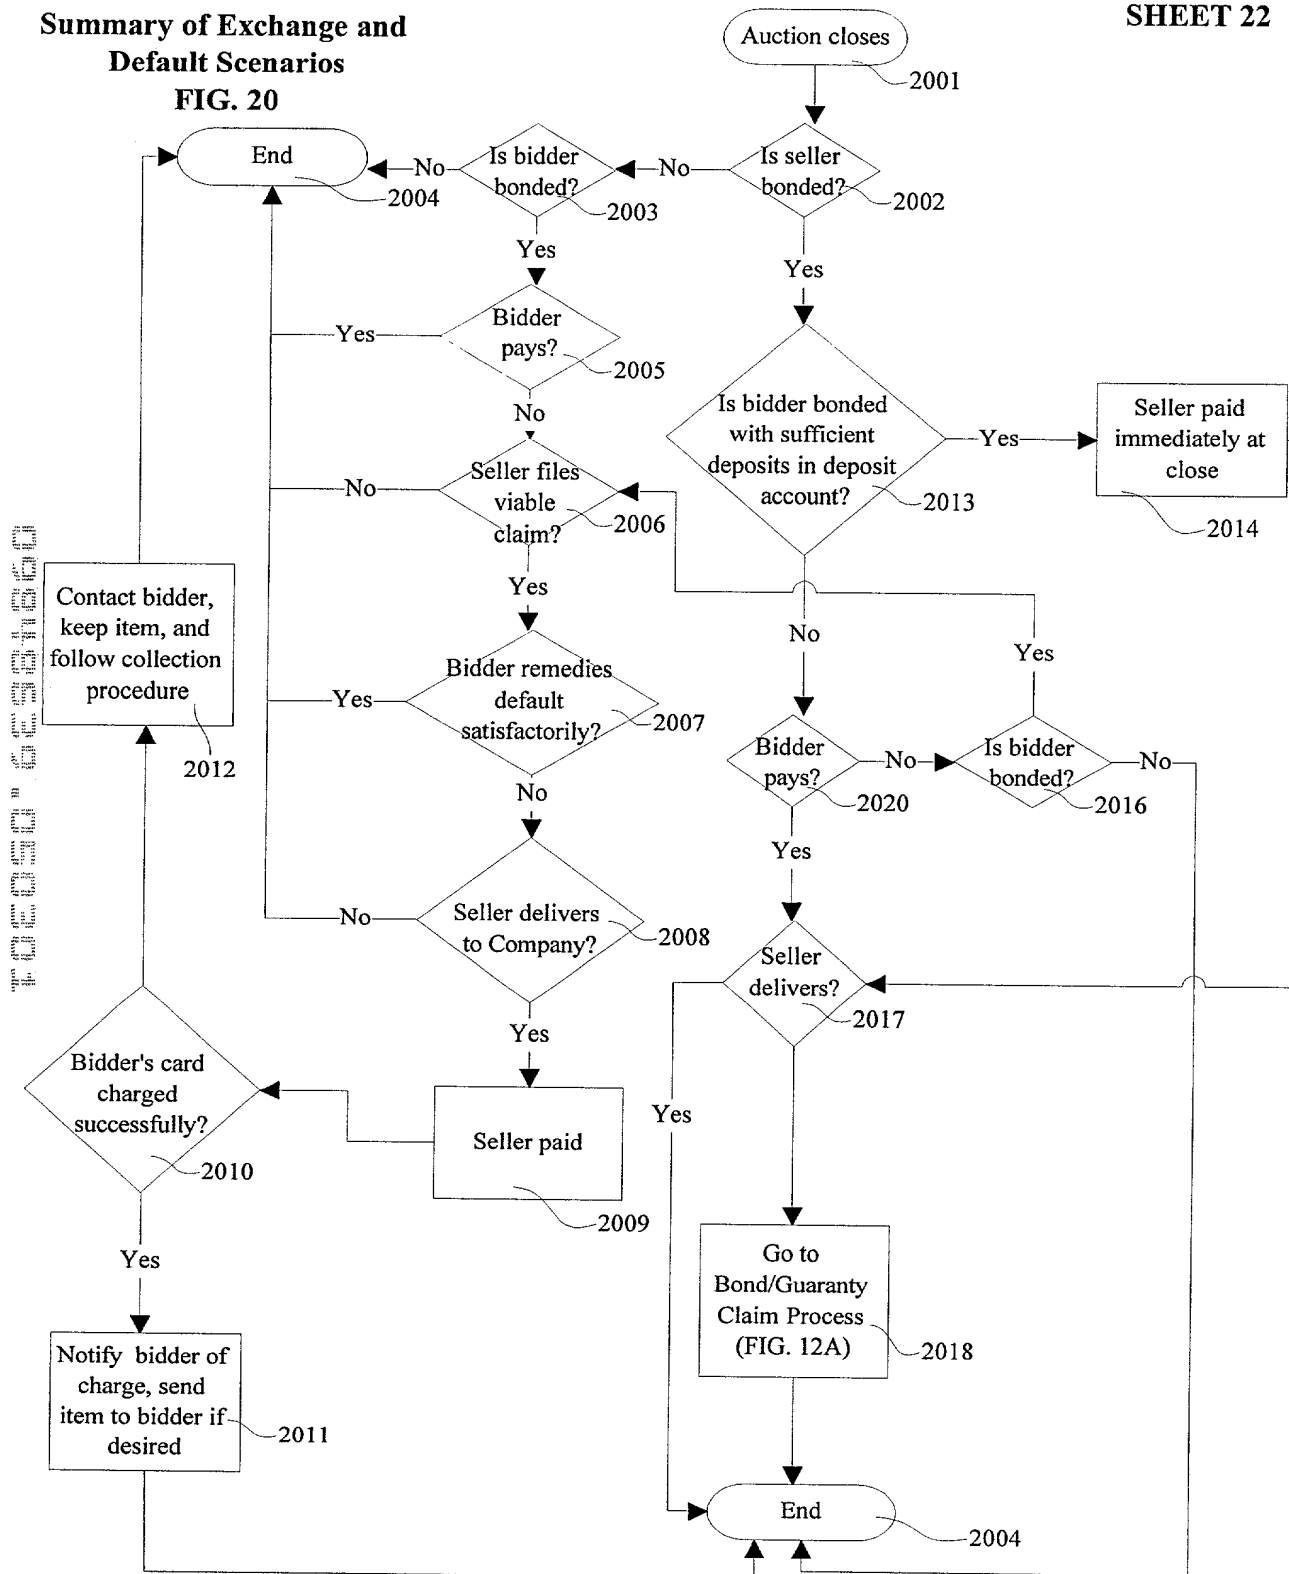 Summary of Exchange and
Default Scenarios
FIG. 20
SHEET 22
Auction closes
2001
End
2004
No
Is bidder
bonded?
2003
No
Is seller
bonded?
2002
Yes
Yes
Bidder
pays?
2005
Yes
No
Is bidder bonded
with sufficient
deposits in deposit
account?
2013
Yes
Seller paid
immediately at
close
2014
Seller files
viable
claim?
2006
No
Yes
Contact bidder,
keep item, and
follow collection
procedure
2012
No
Yes
Bidder remedies
default
satisfactorily?
2007
Yes
No
Bidder
pays?
2020
No
Is bidder
bonded?
2016
No
Yes
Seller delivers
to Company?
2008
No
Yes
Seller
delivers?
2017
Yes
Bidder's card
charged
successfully?
2010
Seller paid
2009
Yes
Go to
Bond/Guaranty
Claim Process
(FIG. 12A)
2018
Notify bidder of
charge, send
item to bidder if
desired
2011
End
2004